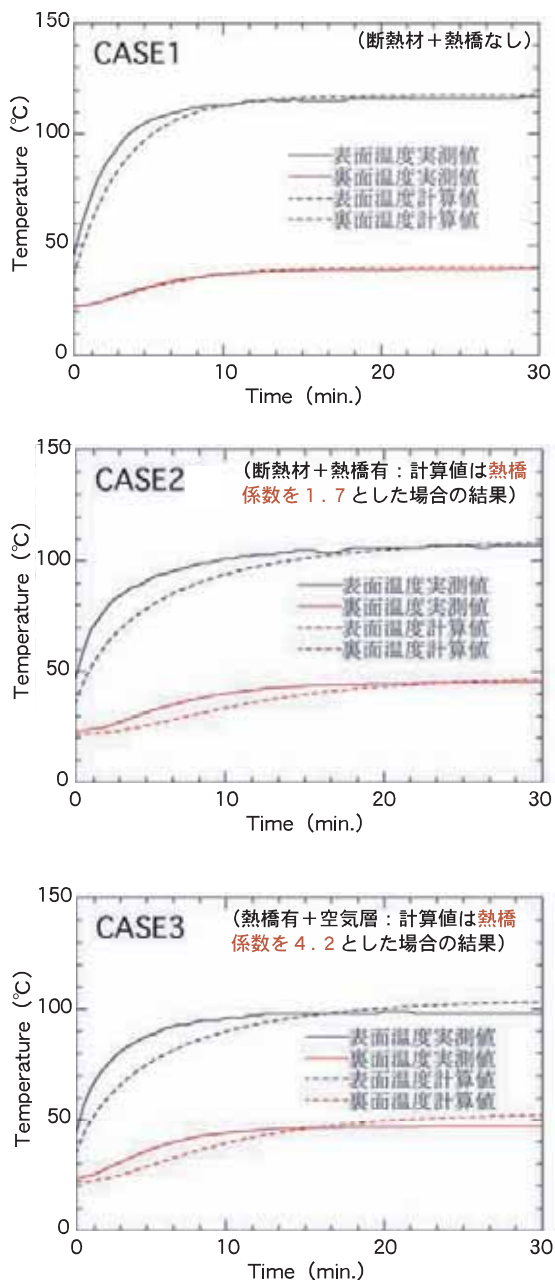 150
CASE1
(断熱材+熱橋なし)
100
50
0
Temperature (℃)
表面温度実測値
裏面温度実測値
表面温度計算値
裏面温度計算値
0
10
20
30
Time (min.)
150
CASE2
(断熱材+熱橋有:計算値は熱橋
係数を1.7とした場合の結果)
100
50
0
Temperature (℃)
表面温度実測値
裏面温度実測値
表面温度計算値
裏面温度計算値
0
10
20
30
Time (min.)
150
CASE3
(熱橋有+空気層:計算値は熱橋
係数を4.2とした場合の結果)
100
50
0
Temperature (℃)
表面温度実測値
裏面温度実測値
表面温度計算値
裏面温度計算値
0
10
20
30
Time (min.)